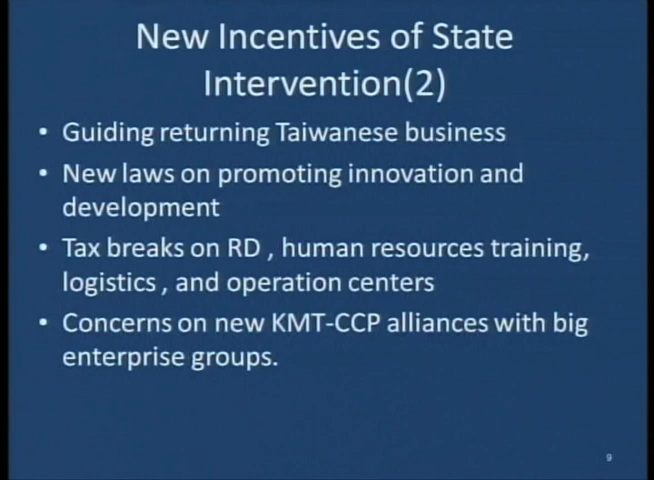 New Incentives of State
Intervention(2)
• Guiding returning Taiwanese business
• New laws on promoting innovation and
development
• Tax breaks on RD , human resources training,
logistics , and operation centers
• Concerns on new KMT-CCP alliances with big
enterprise groups.
9